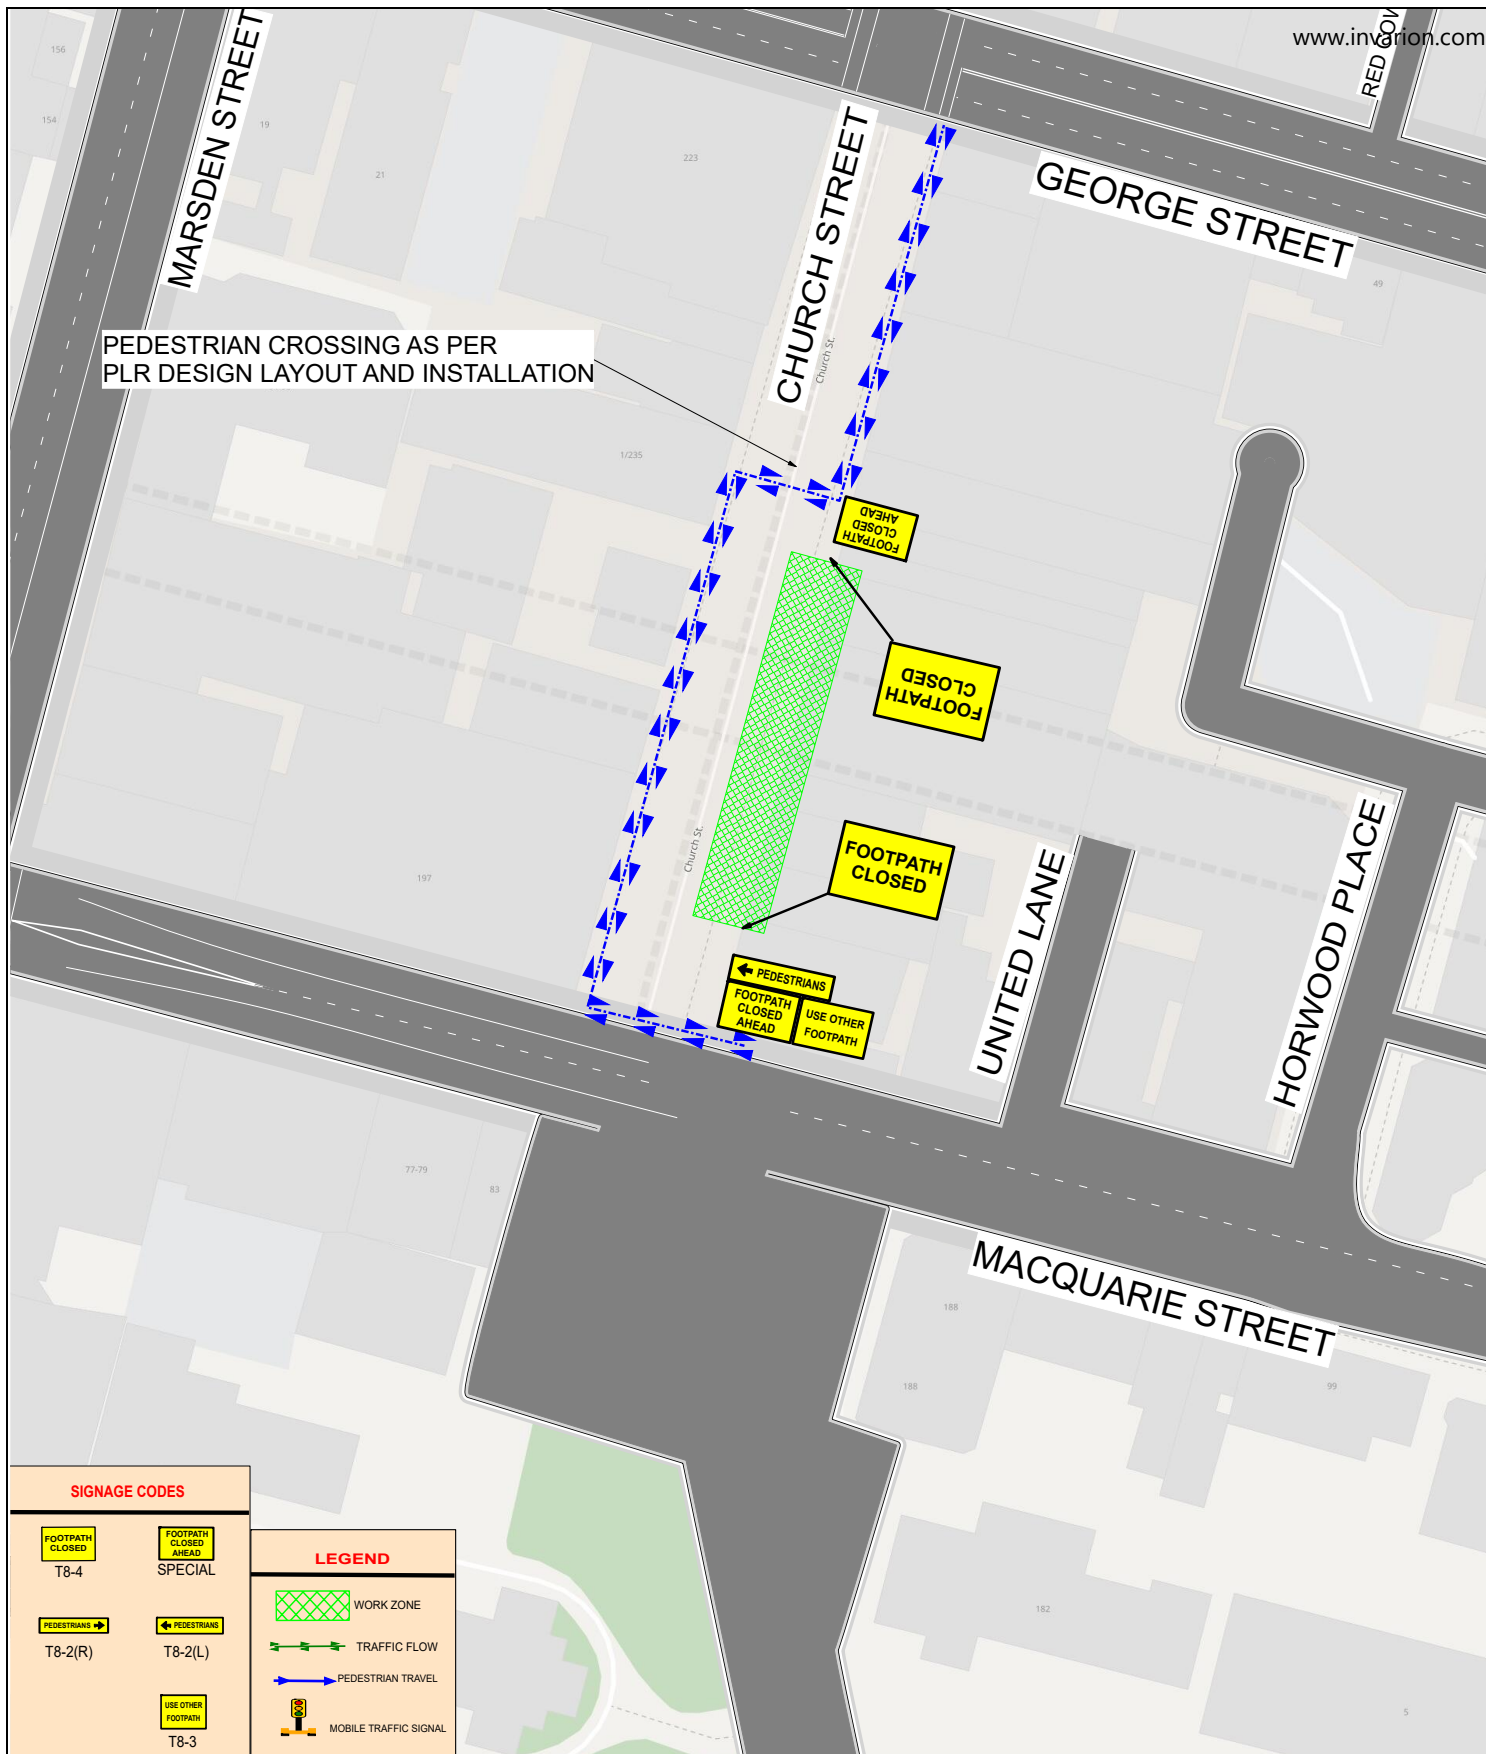 www.invarion.com
156
154
19
21
223
MARSDEN STREET
CHURCH STREET
GEORGE STREET
49
PEDESTRIAN CROSSING AS PER
PLR DESIGN LAYOUT AND INSTALLATION
Church St.
1/235
FOOTPATH
CLOSED
AHEAD
FOOTPATH
CLOSED
FOOTPATH
CLOSED
Church St.
197
PEDESTRIANS
FOOTPATH
CLOSED
AHEAD
USE OTHER
FOOTPATH
UNITED LANE
HORWOOD PLACE
77-79
83
MACQUARIE STREET
188
188
99
182
5
SIGNAGE CODES
FOOTPATH
CLOSED
T8-4
FOOTPATH
CLOSED
AHEAD
SPECIAL
PEDESTRIANS
T8-2(R)
PEDESTRIANS
T8-2(L)
USE OTHER
FOOTPATH
T8-3
LEGEND
WORK ZONE
TRAFFIC FLOW
PEDESTRIAN TRAVEL
MOBILE TRAFFIC SIGNAL